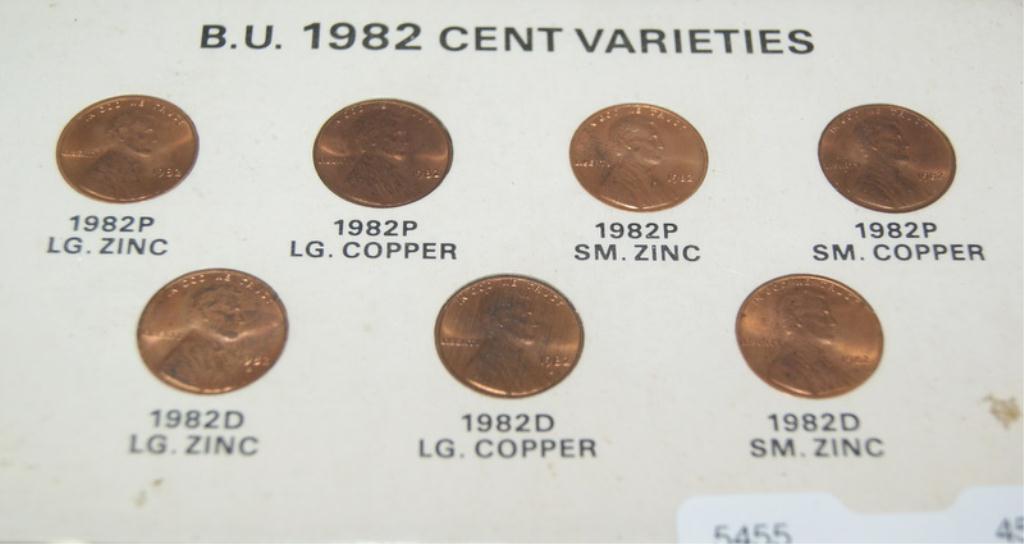 B.U. 1982 CENT VARIETIES
1982P
LG. ZINC
1982P
LG. COPPER
1982P
SM. ZINC
1982P
SM. COPPER
1982D
LG. ZINC
1982D
LG. COPPER
1982D
SM. ZINC
5455